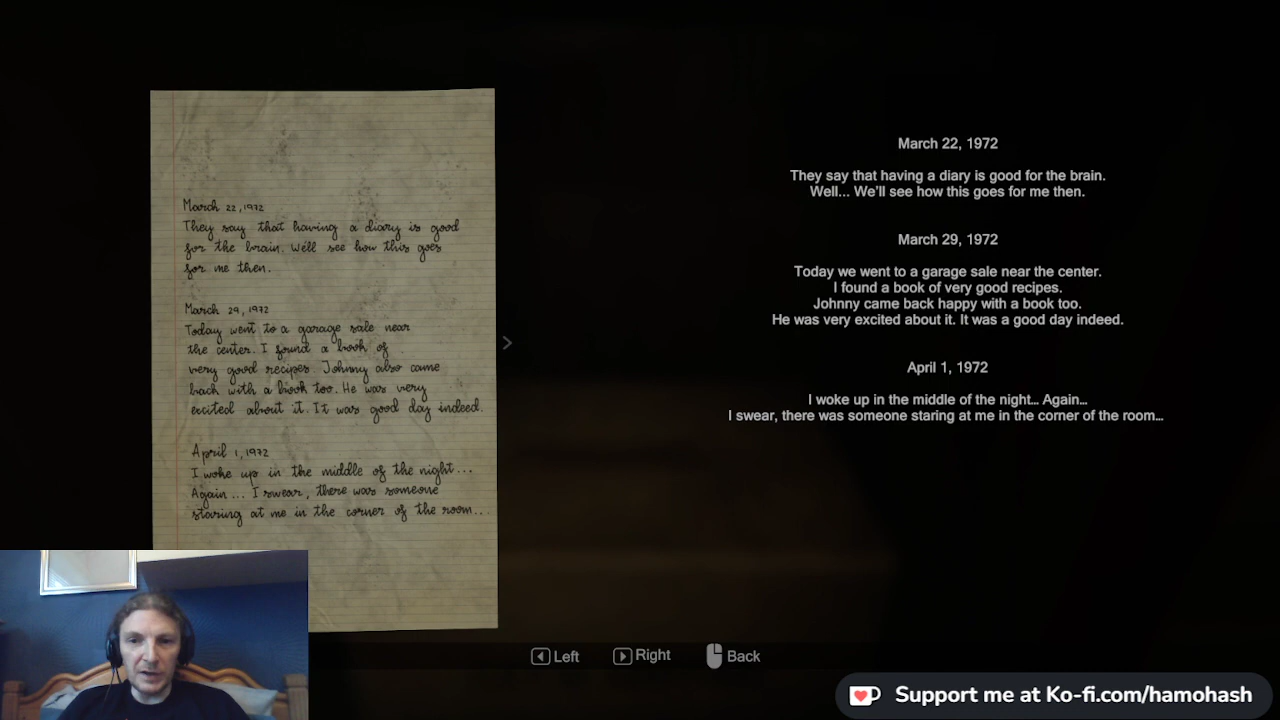 March 22, 1972
They say that having a diary is good
for the brain. We'll see how this goes
for me then.
March 29, 1972
Today went to a garage sale near
the center. I found a book of
very good recipes. Johnny also came
back with a book too. He was very
excited about it. It was good day indeed.
April 1, 1972
I woke up in the middle of the night...
Again... I swear, there was someone
staring at me in the corner of the room...
March 22, 1972
They say that having a diary is good for the brain.
Well... We'll see how this goes for me then.
March 29, 1972
Today we went to a garage sale near the center.
I found a book of very good recipes.
Johnny came back happy with a book too.
He was very excited about it. It was a good day indeed.
April 1, 1972
I woke up in the middle of the night... Again...
I swear, there was someone staring at me in the corner of the room...
Left
Right
Back
Support me at Ko-fi.com/hamohash